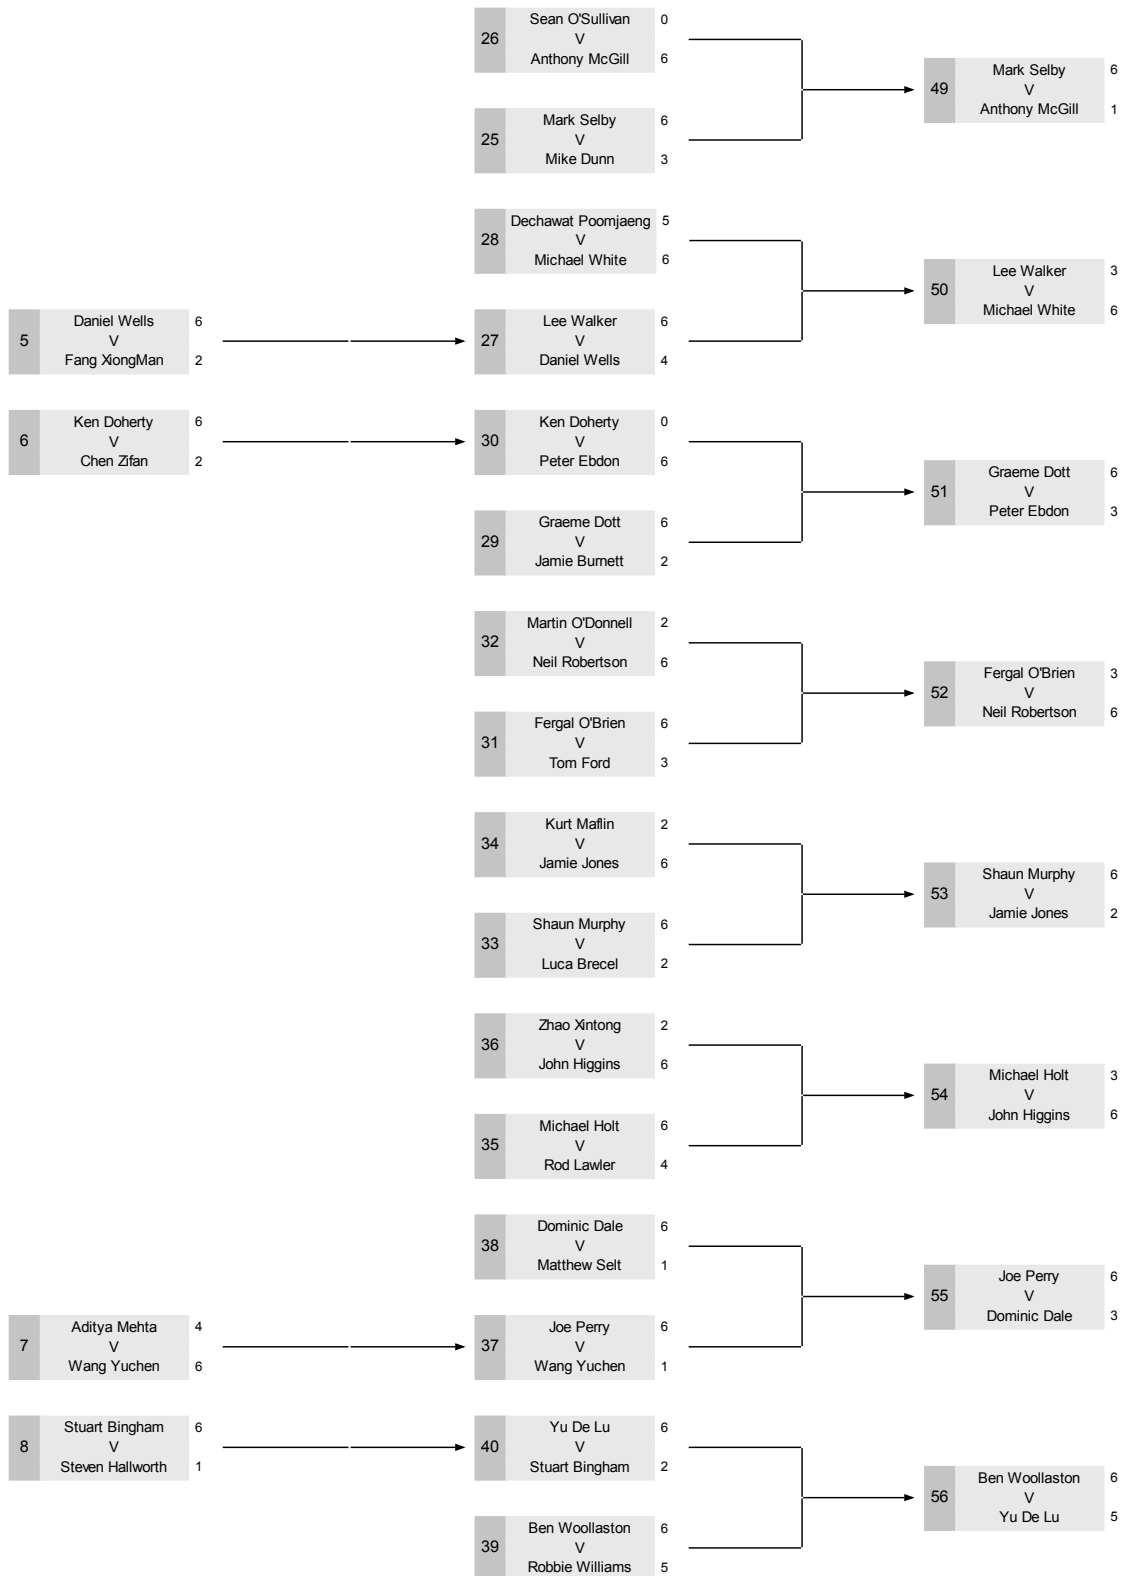 26
Sean O'Sullivan 0
V
Anthony McGill 6
25
Mark Selby 6
V
Mike Dunn 3
49
Mark Selby 6
V
Anthony McGill 1
28
Dechawat Poomjaeng 5
V
Michael White 6
5
Daniel Wells 6
V
Fang XiongMan 2
27
Lee Walker 6
V
Daniel Wells 4
50
Lee Walker 3
V
Michael White 6
6
Ken Doherty 6
V
Chen Zifan 2
30
Ken Doherty 0
V
Peter Ebdon 6
29
Graeme Dott 6
V
Jamie Burnett 2
51
Graeme Dott 6
V
Peter Ebdon 3
32
Martin O'Donnell 2
V
Neil Robertson 6
31
Fergal O'Brien 6
V
Tom Ford 3
52
Fergal O'Brien 3
V
Neil Robertson 6
34
Kurt Maflin 2
V
Jamie Jones 6
33
Shaun Murphy 6
V
Luca Brecel 2
53
Shaun Murphy 6
V
Jamie Jones 2
36
Zhao Xintong 2
V
John Higgins 6
35
Michael Holt 6
V
Rod Lawler 4
54
Michael Holt 3
V
John Higgins 6
38
Dominic Dale 6
V
Matthew Selt 1
7
Aditya Mehta 4
V
Wang Yuchen 6
37
Joe Perry 6
V
Wang Yuchen 1
55
Joe Perry 6
V
Dominic Dale 3
8
Stuart Bingham 6
V
Steven Hallworth 1
40
Yu De Lu 6
V
Stuart Bingham 2
39
Ben Woollaston 6
V
Robbie Williams 5
56
Ben Woollaston 6
V
Yu De Lu 5